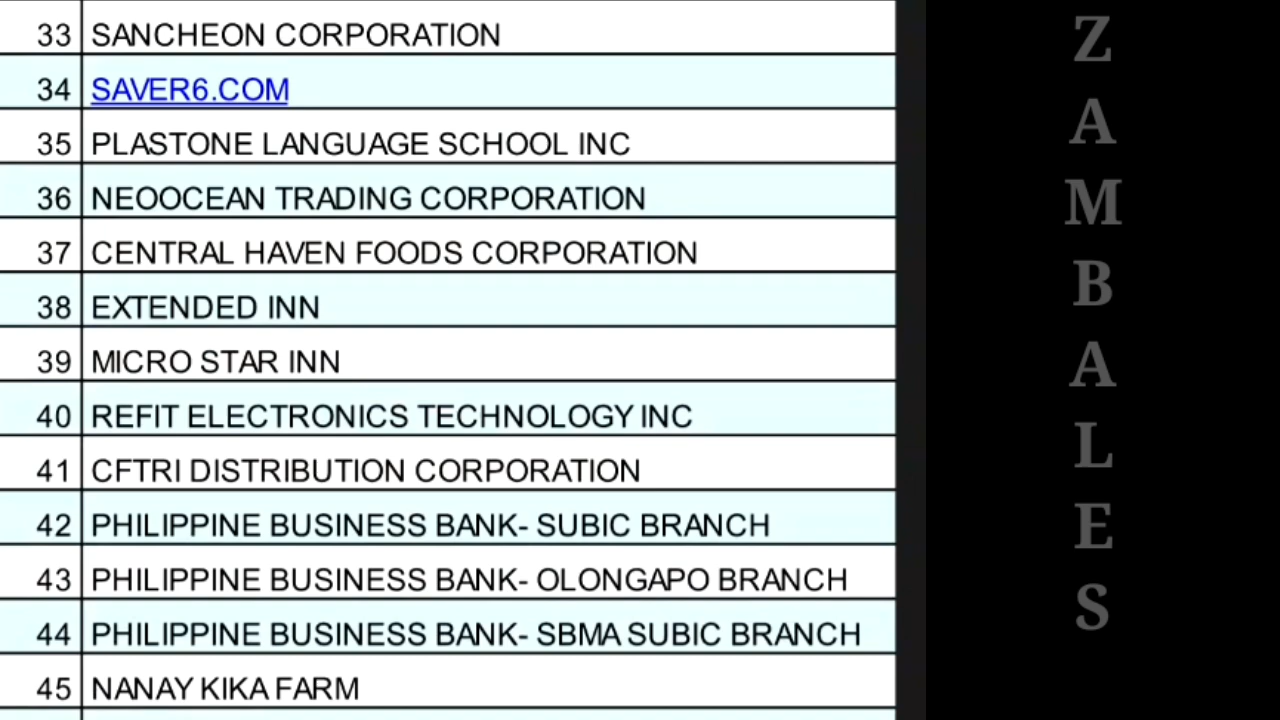 33 SANCHEON CORPORATION
34 SAVER6.COM
35 PLASTONE LANGUAGE SCHOOL INC
36 NEOOCEAN TRADING CORPORATION
37 CENTRAL HAVEN FOODS CORPORATION
38 EXTENDED INN
39 MICRO STAR INN
40 REFIT ELECTRONICS TECHNOLOGY INC
41 CFTRI DISTRIBUTION CORPORATION
42 PHILIPPINE BUSINESS BANK- SUBIC BRANCH
43 PHILIPPINE BUSINESS BANK- OLONGAPO BRANCH
44 PHILIPPINE BUSINESS BANK- SBMA SUBIC BRANCH
45 NANAY KIKA FARM
Z
A
M
B
A
L
E
S